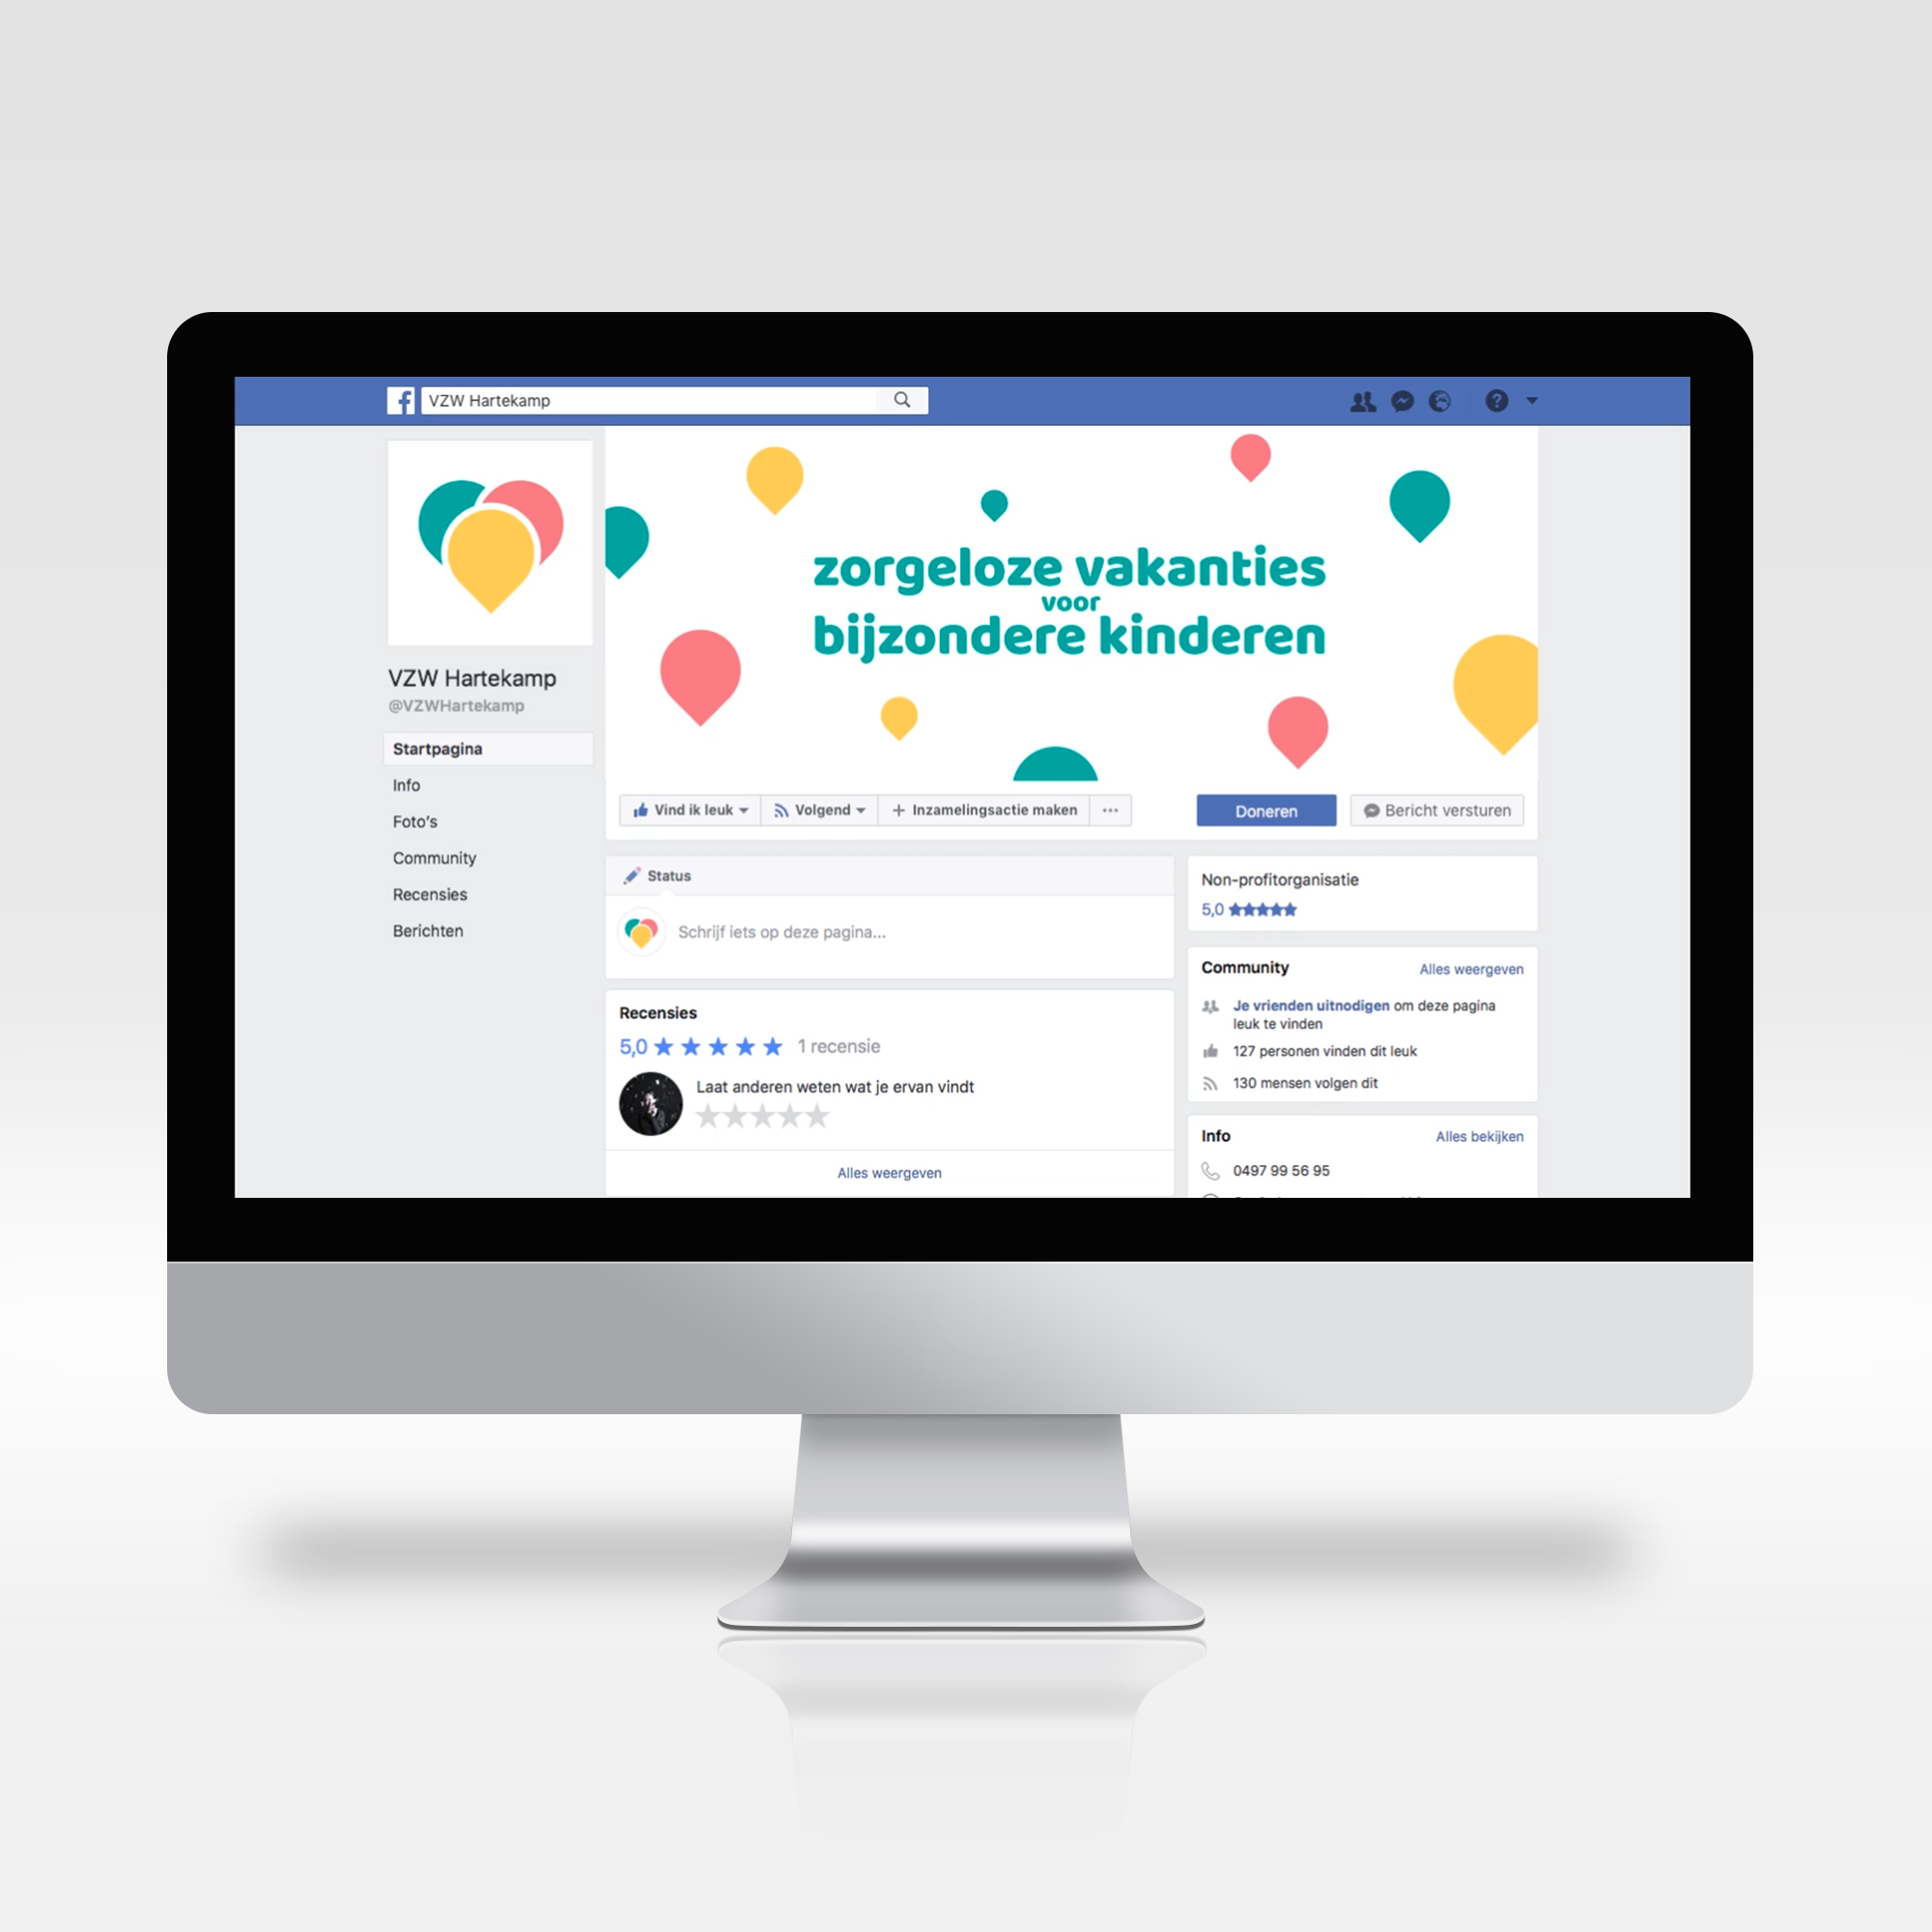 VZW Hartekamp
zorgeloze vakanties
voor
bijzondere kinderen
VZW Hartekamp
@VZWHartekamp
Startpagina
Info
Foto's
Community
Recensies
Berichten
Vind ik leuk
Volgend
Inzamelingsactie maken
Doneren
Bericht versturen
Status
Schrijf iets op deze pagina...
Recensies
5,0 1 recensie
Laat anderen weten wat je ervan vindt
Alles weergeven
Non-profitorganisatie
5,0
Community Alles weergeven
Je vrienden uitnodigen om deze pagina
leuk te vinden
127 personen vinden dit leuk
130 mensen volgen dit
Info Alles bekijken
0497 99 56 95